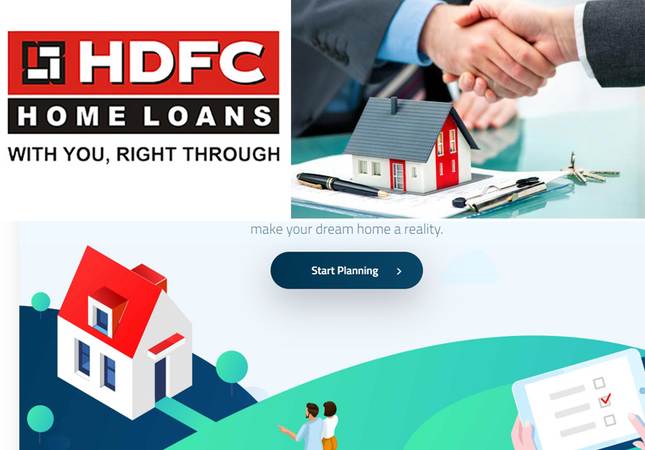 HDFC
HOME LOANS
WITH YOU, RIGHT THROUGH
make your dream home a reality.
Start Planning